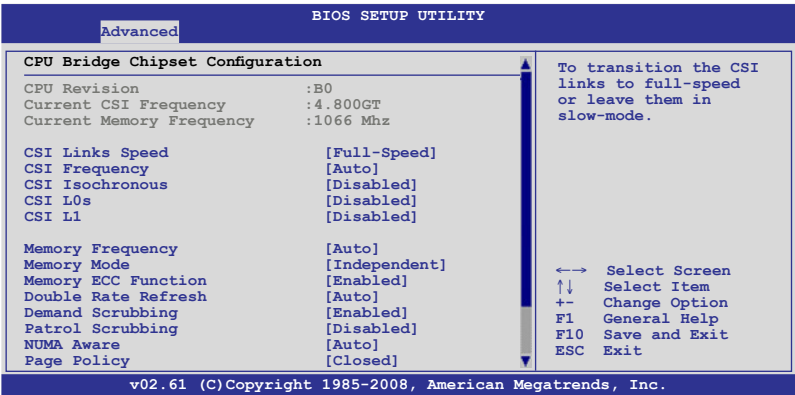 BIOS SETUP UTILITY
Advanced
CPU Bridge Chipset Configuration
CPU Revision :B0
Current CSI Frequency :4.800GT
Current Memory Frequency :1066 Mhz
CSI Links Speed [Full-Speed]
CSI Frequency [Auto]
CSI Isochronous [Disabled]
CSI L0s [Disabled]
CSI L1 [Disabled]
Memory Frequency [Auto]
Memory Mode [Independent]
Memory ECC Function [Enabled]
Double Rate Refresh [Auto]
Demand Scrubbing [Enabled]
Patrol Scrubbing [Disabled]
NUMA Aware [Auto]
Page Policy [Closed]
To transition the CSI
links to full-speed
or leave them in
slow-mode.
←→ Select Screen
↑↓ Select Item
+- Change Option
F1 General Help
F10 Save and Exit
ESC Exit
v02.61 (C)Copyright 1985-2008, American Megatrends, Inc.